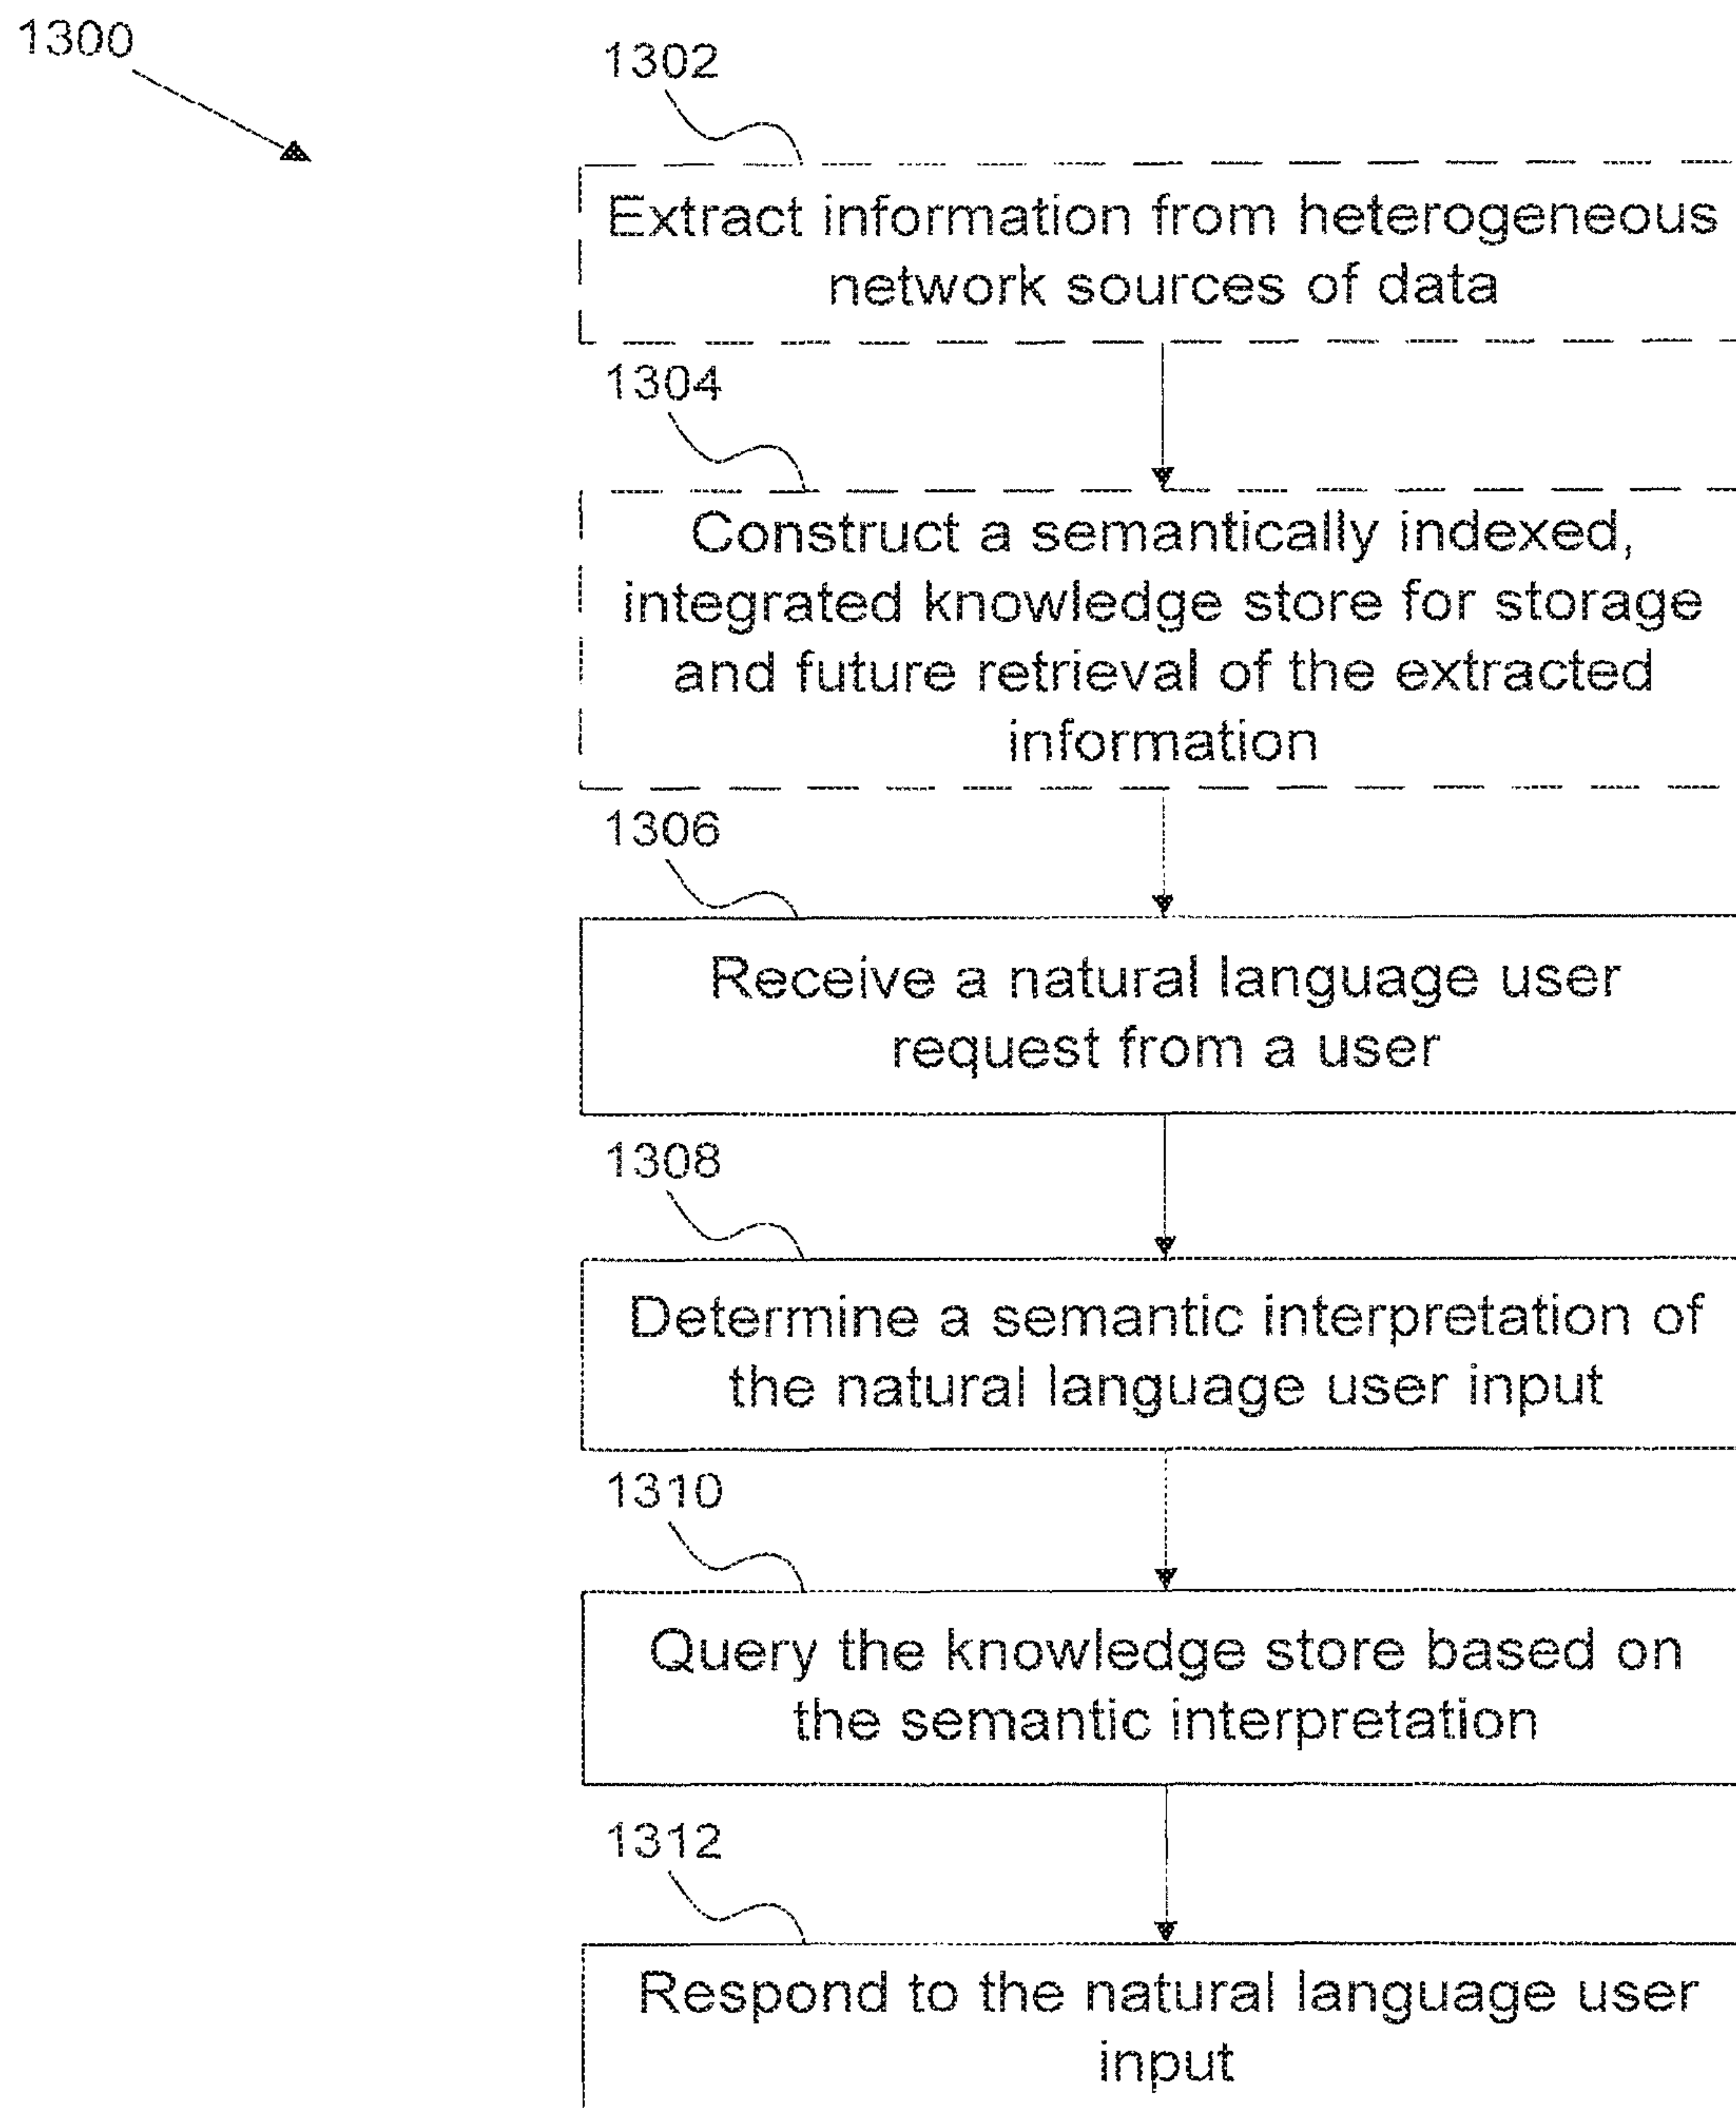 1300
1302
Extract information from heterogeneous
network sources of data
1304
Construct a semantically indexed,
integrated knowledge store for storage
and future retrieval of the extracted
information
1306
Receive a natural language user
request from a user
1308
Determine a semantic interpretation of
the natural language user input
1310
Query the knowledge store based on
the semantic interpretation
1312
Respond to the natural language user
input